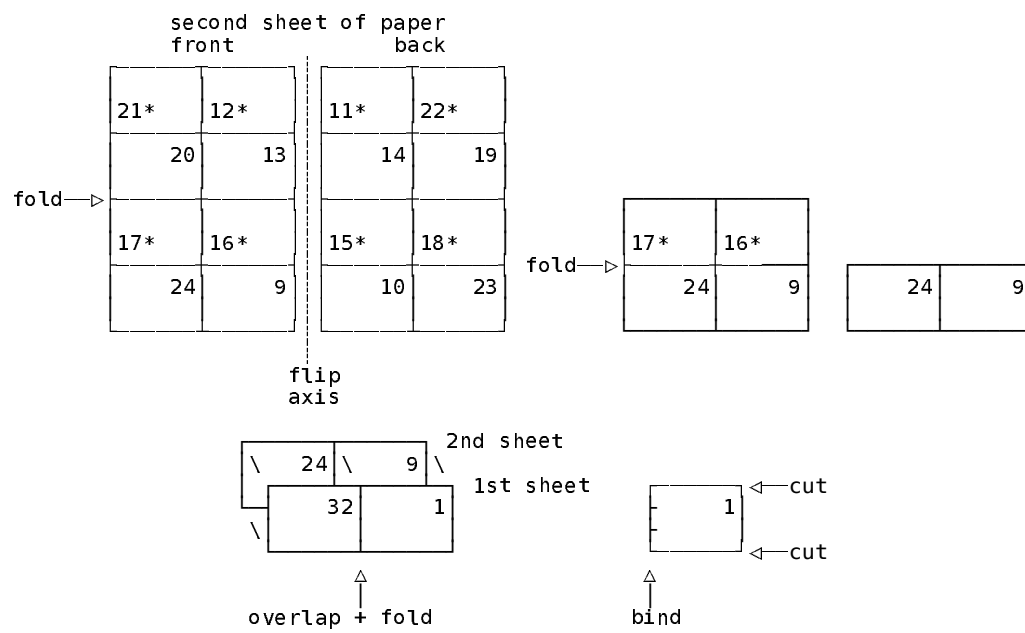 second sheet of paper
front back
21* 12* 11* 22*
20 13 14 19
fold
17* 16* 15* 18* 17* 16*
fold
24 9 10 23 24 9 24 9
flip
axis
2nd sheet
\ 24 \ 9 \
1st sheet cut
32 1 1
\
cut
overlap + fold bind